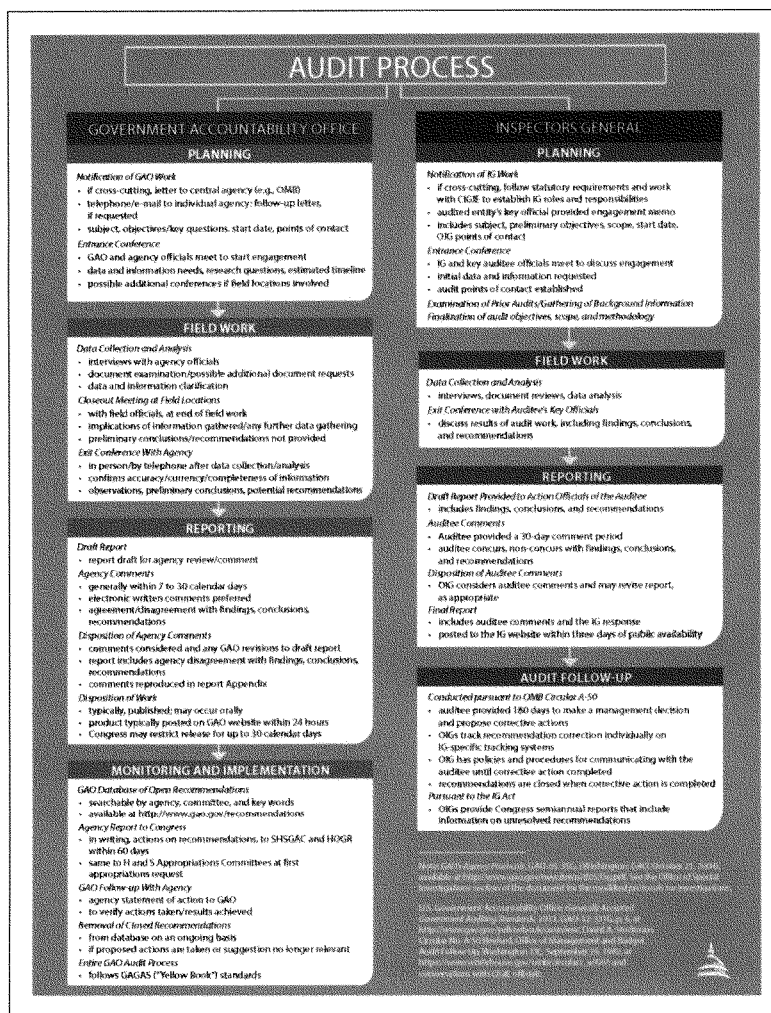 AUDIT PROCESS
GOVERNMENT ACCOUNTABILITY OFFICE
PLANNING
Notification of GAO Work
• if cross-cutting, letter to central agency (e.g., OMB)
• telephone/e-mail to individual agency: follow-up letter,
if requested
• subject, objectives/key questions, start date, points of contact
Entrance Conference
• GAO and agency officials meet to start engagement
• data and information needs, research questions, estimated timeline
• possible additional conferences if field locations involved
FIELD WORK
Data Collection and Analysis
• interviews with agency officials
• document examination/possible additional document requests
• data and information clarification
Closeout Meeting at Field Locations
• with field officials, at end of field work
• implications of information gathered/any further data gathering
• preliminary conclusions/recommendations not provided
Exit Conference With Agency
• in person/by telephone after data collection/analysis
• confirms accuracy/currency/completeness of information
• observations, preliminary conclusions, potential recommendations
REPORTING
Draft Report
• report draft for agency review/comment
Agency Comments
• generally within 7 to 30 calendar days
• electronic written comments preferred
• agreement/disagreement with findings, conclusions,
recommendations
Disposition of Agency Comments
• comments considered and any GAO revisions to draft report
• report includes agency disagreement with findings, conclusions,
recommendations
• comments reproduced in report Appendix
Disposition of Work
• typically, published; may occur orally
• product typically posted on GAO website within 24 hours
• Congress may restrict release for up to 30 calendar days
MONITORING AND IMPLEMENTATION
GAO Database of Open Recommendations
• searchable by agency, committee, and key words
• available at http://www.gao.gov/recommendations
Agency Report to Congress
• in writing, actions on recommendations, to SHSGAC and HOGR
within 60 days
• same to H and S Appropriations Committees at first
appropriations request
GAO Follow-up With Agency
• agency statement of action to GAO
• to verify actions taken/results achieved
Removal of Closed Recommendations
• from database on an ongoing basis
• if proposed actions are taken or suggestion no longer relevant
Entire GAO Audit Process
• follows GAGAS ("Yellow Book") standards
INSPECTORS GENERAL
PLANNING
Notification of IG Work
• if cross-cutting, follow statutory requirements and work
with CIGIE to establish IG roles and responsibilities
• audited entity's key official provided engagement memo
• includes subject, preliminary objectives, scope, start date,
OIG points of contact
Entrance Conference
• IG and key auditee officials meet to discuss engagement
• initial data and information requested
• audit points of contact established
Examination of Prior Audits/Gathering of Background Information
Finalization of audit objectives, scope, and methodology
FIELD WORK
Data Collection and Analysis
• interviews, document reviews, data analysis
Exit Conference with Auditee's Key Officials
• discuss results of audit work, including findings, conclusions,
and recommendations
REPORTING
Draft Report Provided to Action Officials of the Auditee
• includes findings, conclusions, and recommendations
Auditee Comments
• Auditee provided a 30-day comment period
• auditee concurs, non-concurs with findings, conclusions,
and recommendations
Disposition of Auditee Comments
• OIG considers auditee comments and may revise report,
as appropriate
Final Report
• includes auditee comments and the IG response
• posted to the IG website within three days of public availability
AUDIT FOLLOW-UP
Conducted pursuant to OMB Circular A-50
• auditee provided 180 days to make a management decision
and propose corrective actions
• OIGs track recommendation correction individually on
IG-specific tracking systems
• OIG has policies and procedures for communicating with the
auditee until corrective action completed
• recommendations are closed when corrective action is completed
Pursuant to the IG Act
• OIGs provide Congress semiannual reports that include
information on unresolved recommendations